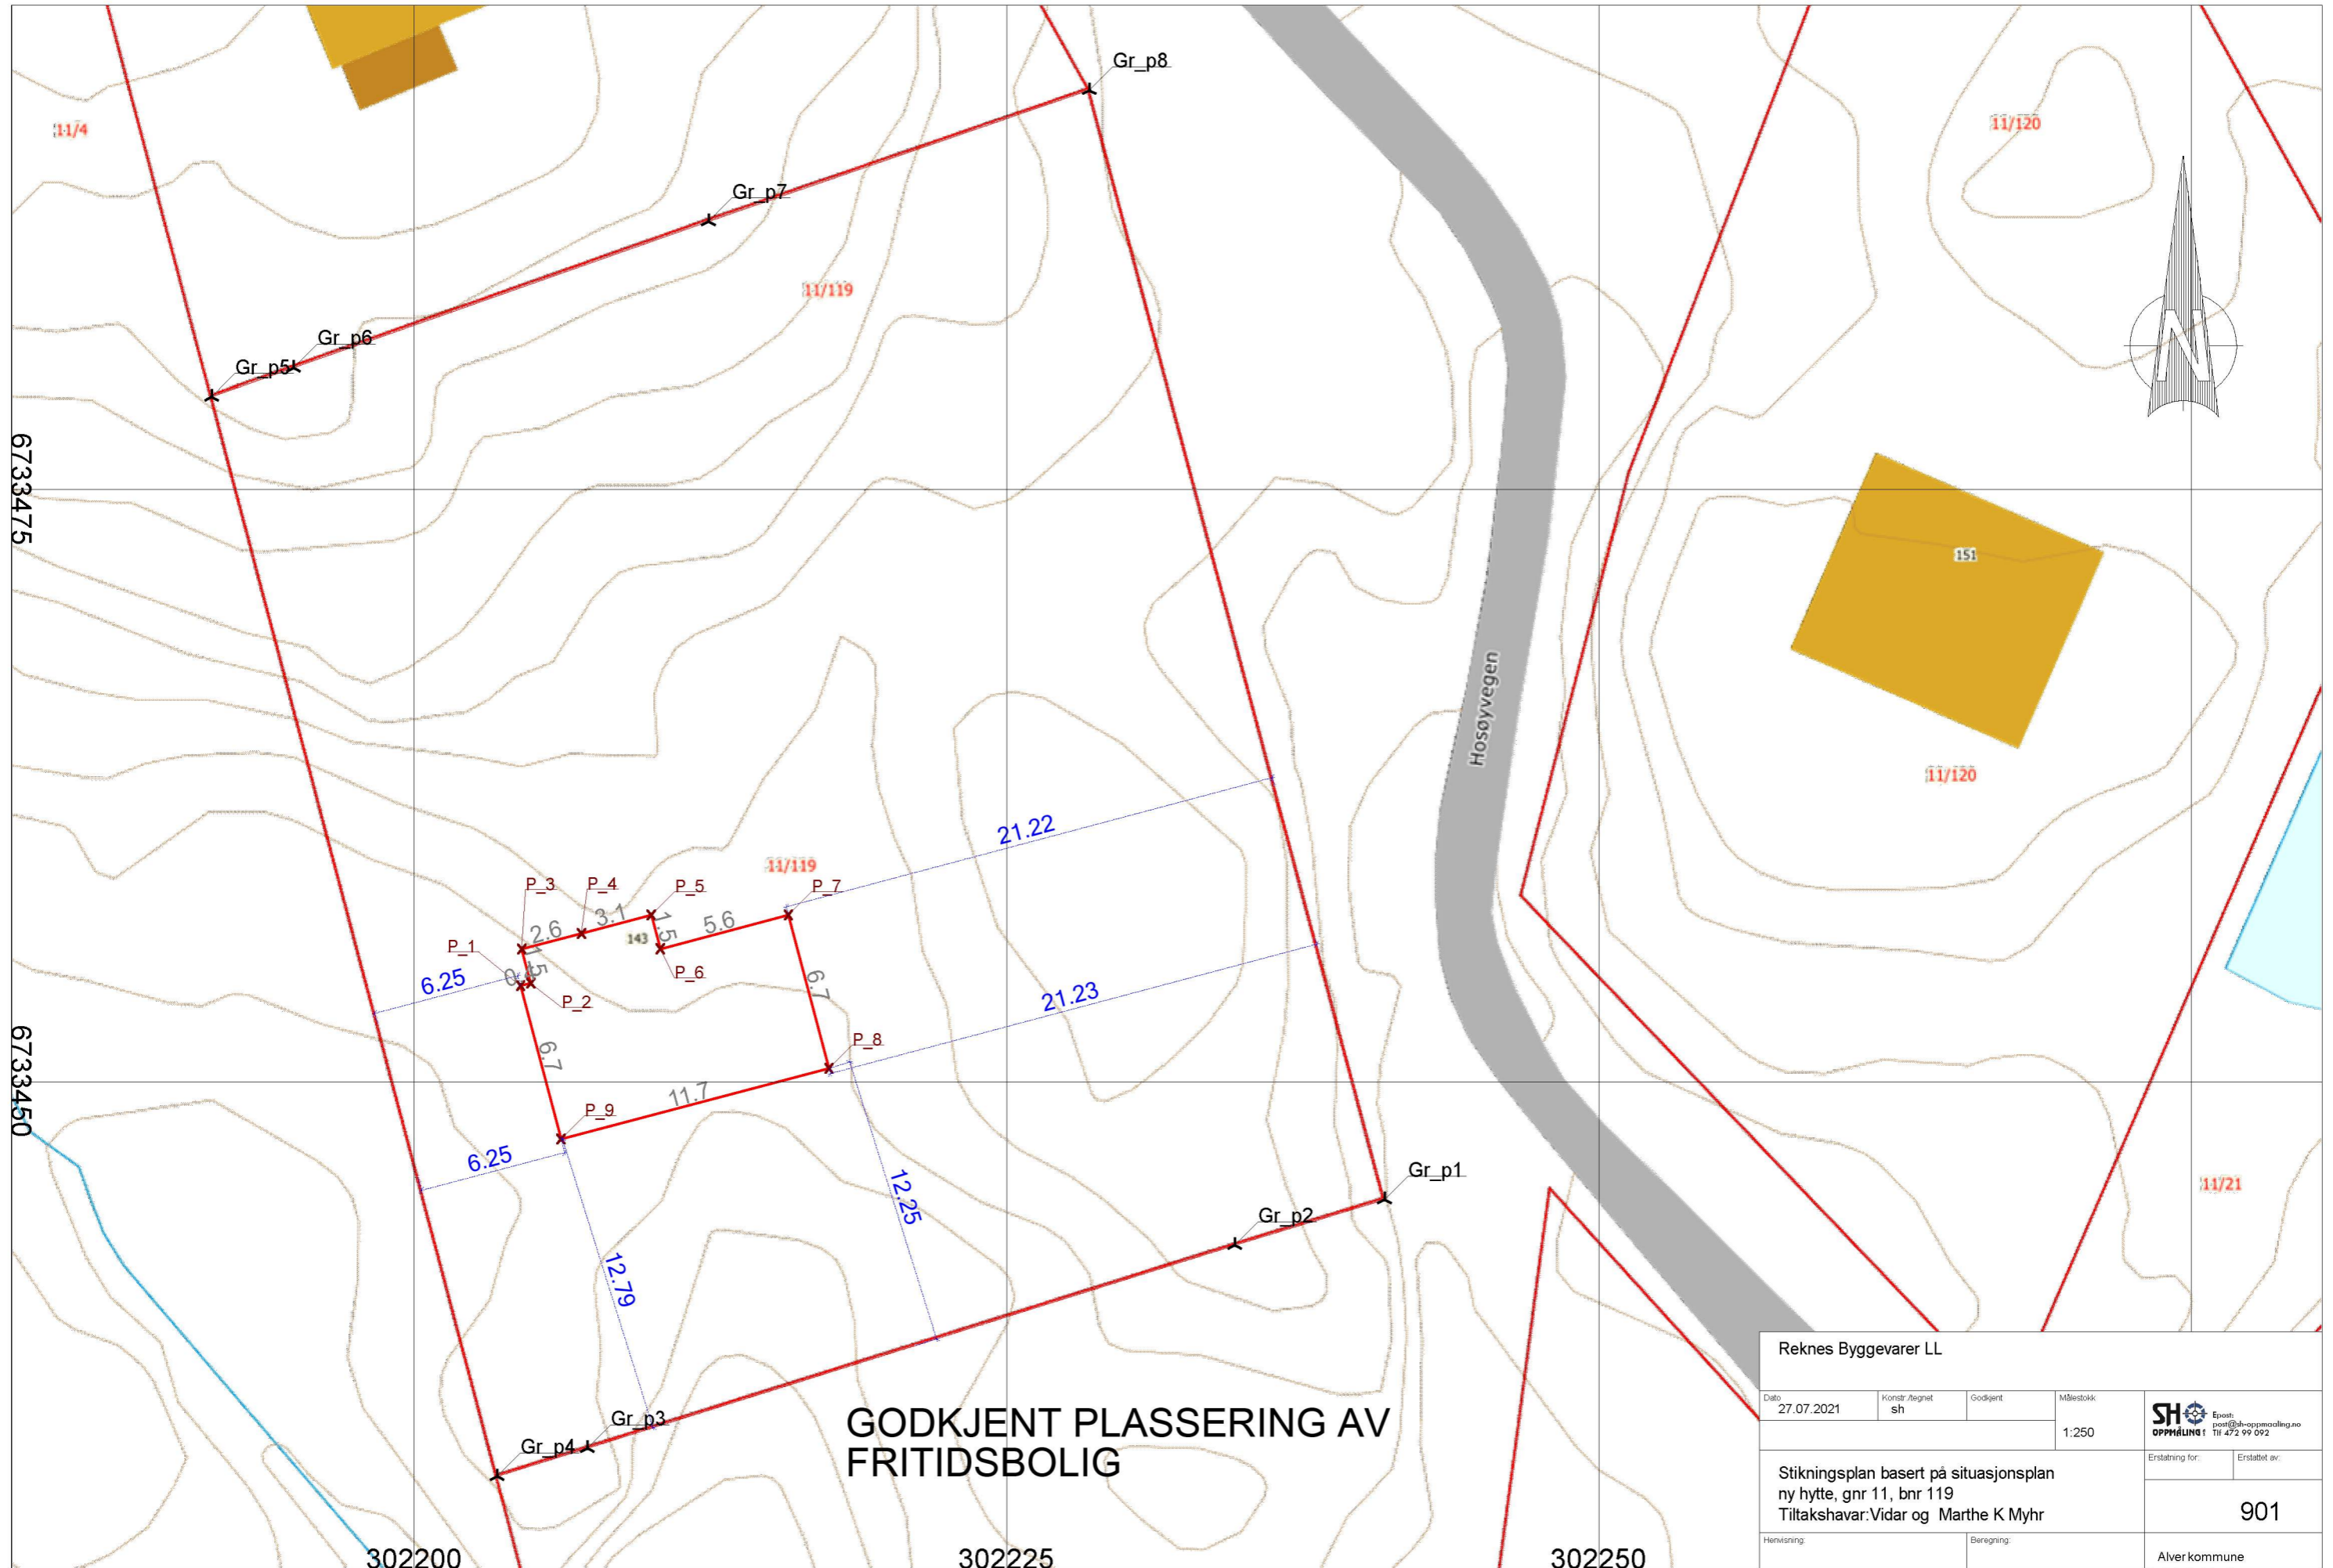 Gr_p8
11/4
11/120
Gr_p7
11/119
Gr_p6
Gr_p5
N
6733475
151
Hosøyvegen
11/120
21.22
11/119
P_3
P_4
P_5
P_7
2.6
3.1
1.5
5.6
143
P_1
1.5
P_6
6.25
P_2
6.7
21.23
6733450
6.7
P_8
11.7
P_9
6.25
12.25
Gr_p1
11/21
Gr_p2
12.79
Gr_p3
Gr_p4
GODKJENT PLASSERING AV
FRITIDSBOLIG
302200
302225
302250
Reknes Byggevarer LL
Dato
27.07.2021
Konstr./tegnet
sh
Godkjent
Målestokk
1:250
SH
OPPMÅLING
Epost:
post@sh-oppmaaling.no
Tlf 472 99 092
Stikningsplan basert på situasjonsplan
ny hytte, gnr 11, bnr 119
Tiltakshavar:Vidar og Marthe K Myhr
Erstatning for:
Erstattet av:
901
Henvisning:
Beregning:
Alver kommune